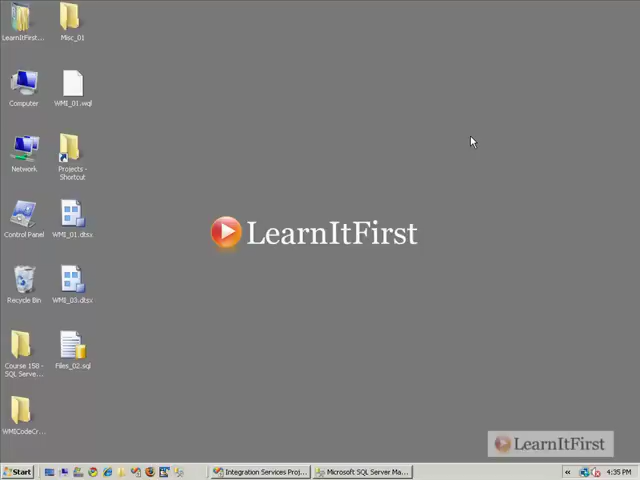 LearnItFirst...
Misc_01
Computer
WMI_01.wql
Network
Projects -
Shortcut
Control Panel
WMI_01.dtsx
Recycle Bin
WMI_03.dtsx
Course 158 -
SQL Serve...
Files_02.sql
WMICodeCr...
LearnItFirst
LearnItFirst
Start
Integration Services Proj...
Microsoft SQL Server Ma...
4:35 PM